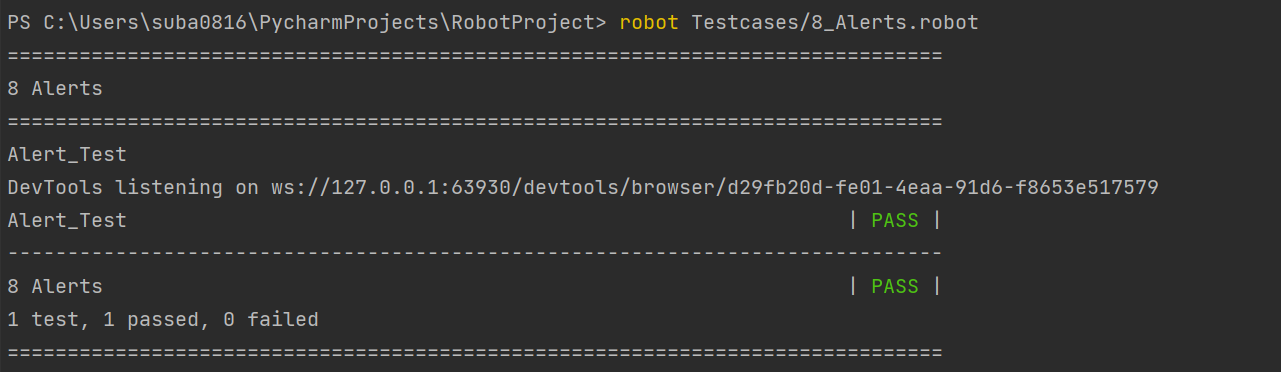 PS C:\Users\suba0816\PycharmProjects\RobotProject> robot Testcases/8_Alerts.robot
==============================================================================
8 Alerts
==============================================================================
Alert_Test
DevTools listening on ws://127.0.0.1:63930/devtools/browser/d29fb20d-fe01-4eaa-91d6-f8653e517579
Alert_Test                                                            | PASS |
------------------------------------------------------------------------------
8 Alerts                                                              | PASS |
1 test, 1 passed, 0 failed
==============================================================================